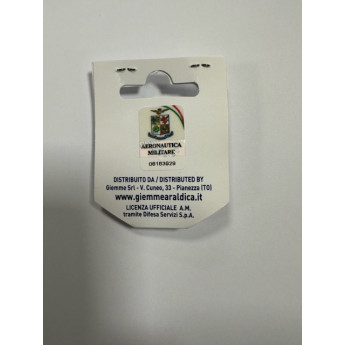 AERONAUTICA
MILITARE
06163020
DISTRIBUITO DA / DISTRIBUTED BY
Giemme Srl - V. Cuneo, 33 - Pianezza (TO)
www.giemmearaldica.it
LICENZA UFFICIALE A.M.
tramite Difesa Servizi S.p.A.